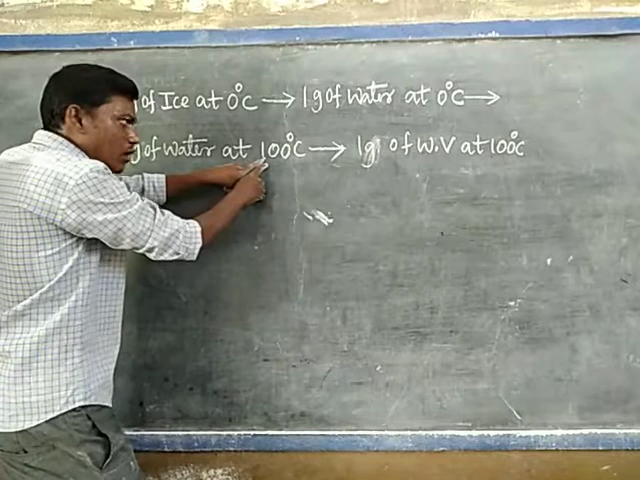 of Ice at 0°C → 1g of water at 0°C →
g of water at 100°C → 1g of W.V at 100°C